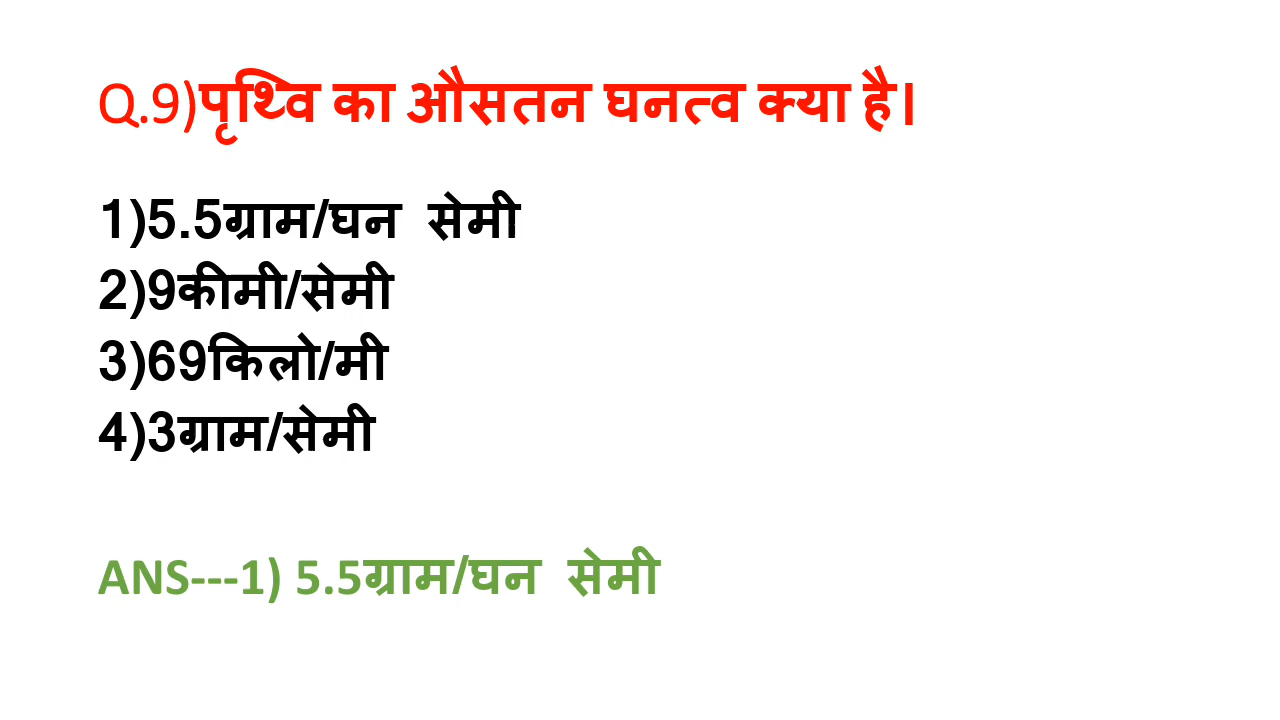 Q.9)पृथ्वि का औसतन घनत्व क्या है।
1)5.5ग्राम/घन सेमी
2)9कीमी/सेमी
3)69किलो/मी
4)3ग्राम/सेमी
ANS---1) 5.5ग्राम/घन सेमी